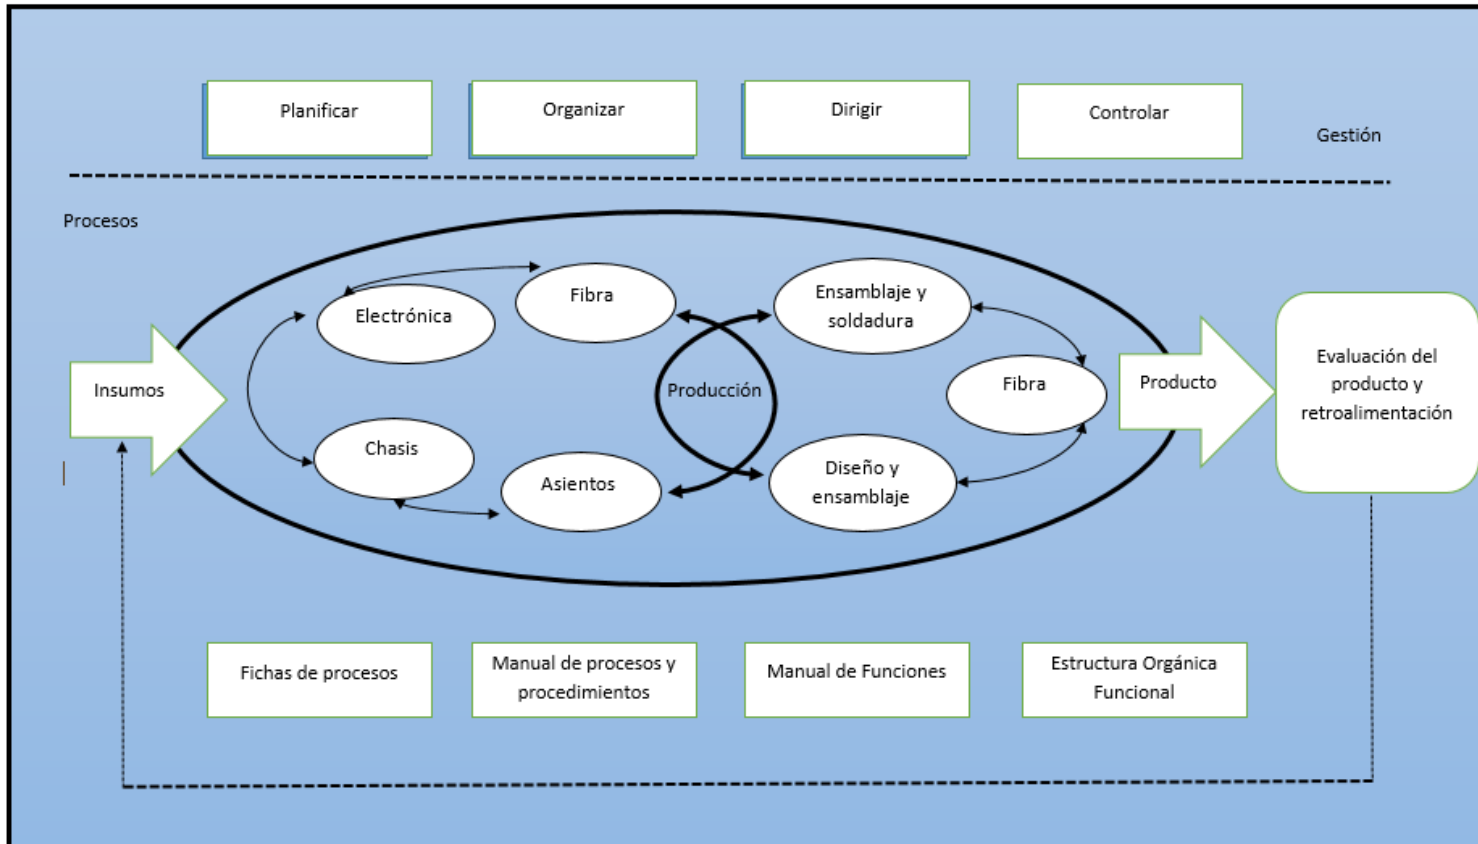 Planificar
Organizar
Dirigir
Controlar
Gestión
Procesos
Insumos
Electrónica
Fibra
Chasis
Asientos
Producción
Ensamblaje y
soldadura
Fibra
Diseño y
ensamblaje
Producto
Evaluación del
producto y
retroalimentación
Fichas de procesos
Manual de procesos y
procedimientos
Manual de Funciones
Estructura Orgánica
Funcional